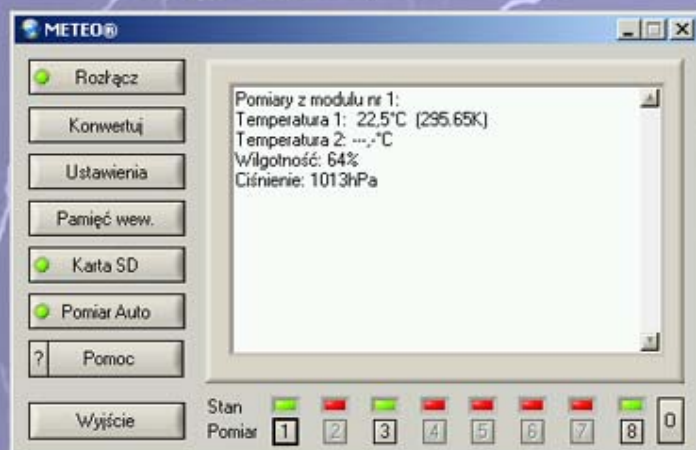 METEO®
Rozłącz
Konwertuj
Ustawienia
Pamięć wew.
Karta SD
Pomiar Auto
? Pomoc
Wyjście
Pomiary z modulu nr 1:
Temperatura 1: 22,5°C (295.65K)
Temperatura 2: ---,-°C
Wilgotność: 64%
Ciśnienie: 1013hPa
Stan
Pomiar 1 2 3 4 5 6 7 8 0